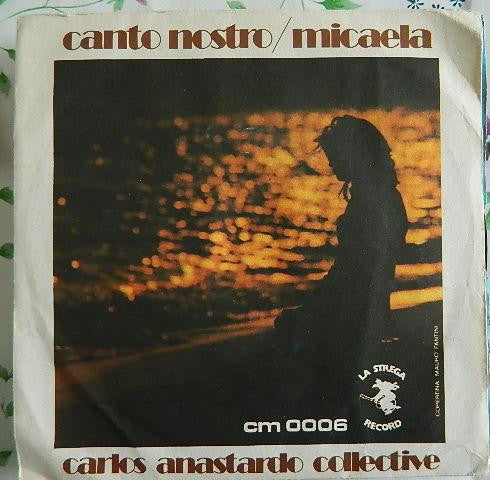 canto nostro/micaela
LA STREGA
RECORD
COPERTINA MAURO FANTINI
cm 0006
carlos anastardo collective